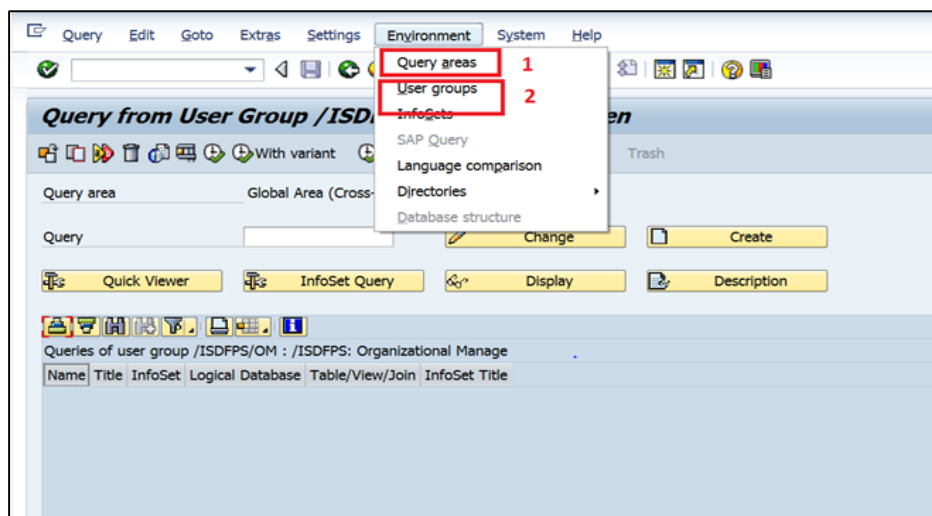 Query Edit Goto Extras Settings Environment System Help
Query areas 1
User groups 2
InfoSets
SAP Query
Language comparison
Directories
Database structure
Query from User Group /ISD en
With variant Trash
Query area Global Area (Cross-
Query Change Create
Quick Viewer InfoSet Query Display Description
Queries of user group /ISDFPS/OM : /ISDFPS: Organizational Manage
Name Title InfoSet Logical Database Table/View/Join InfoSet Title